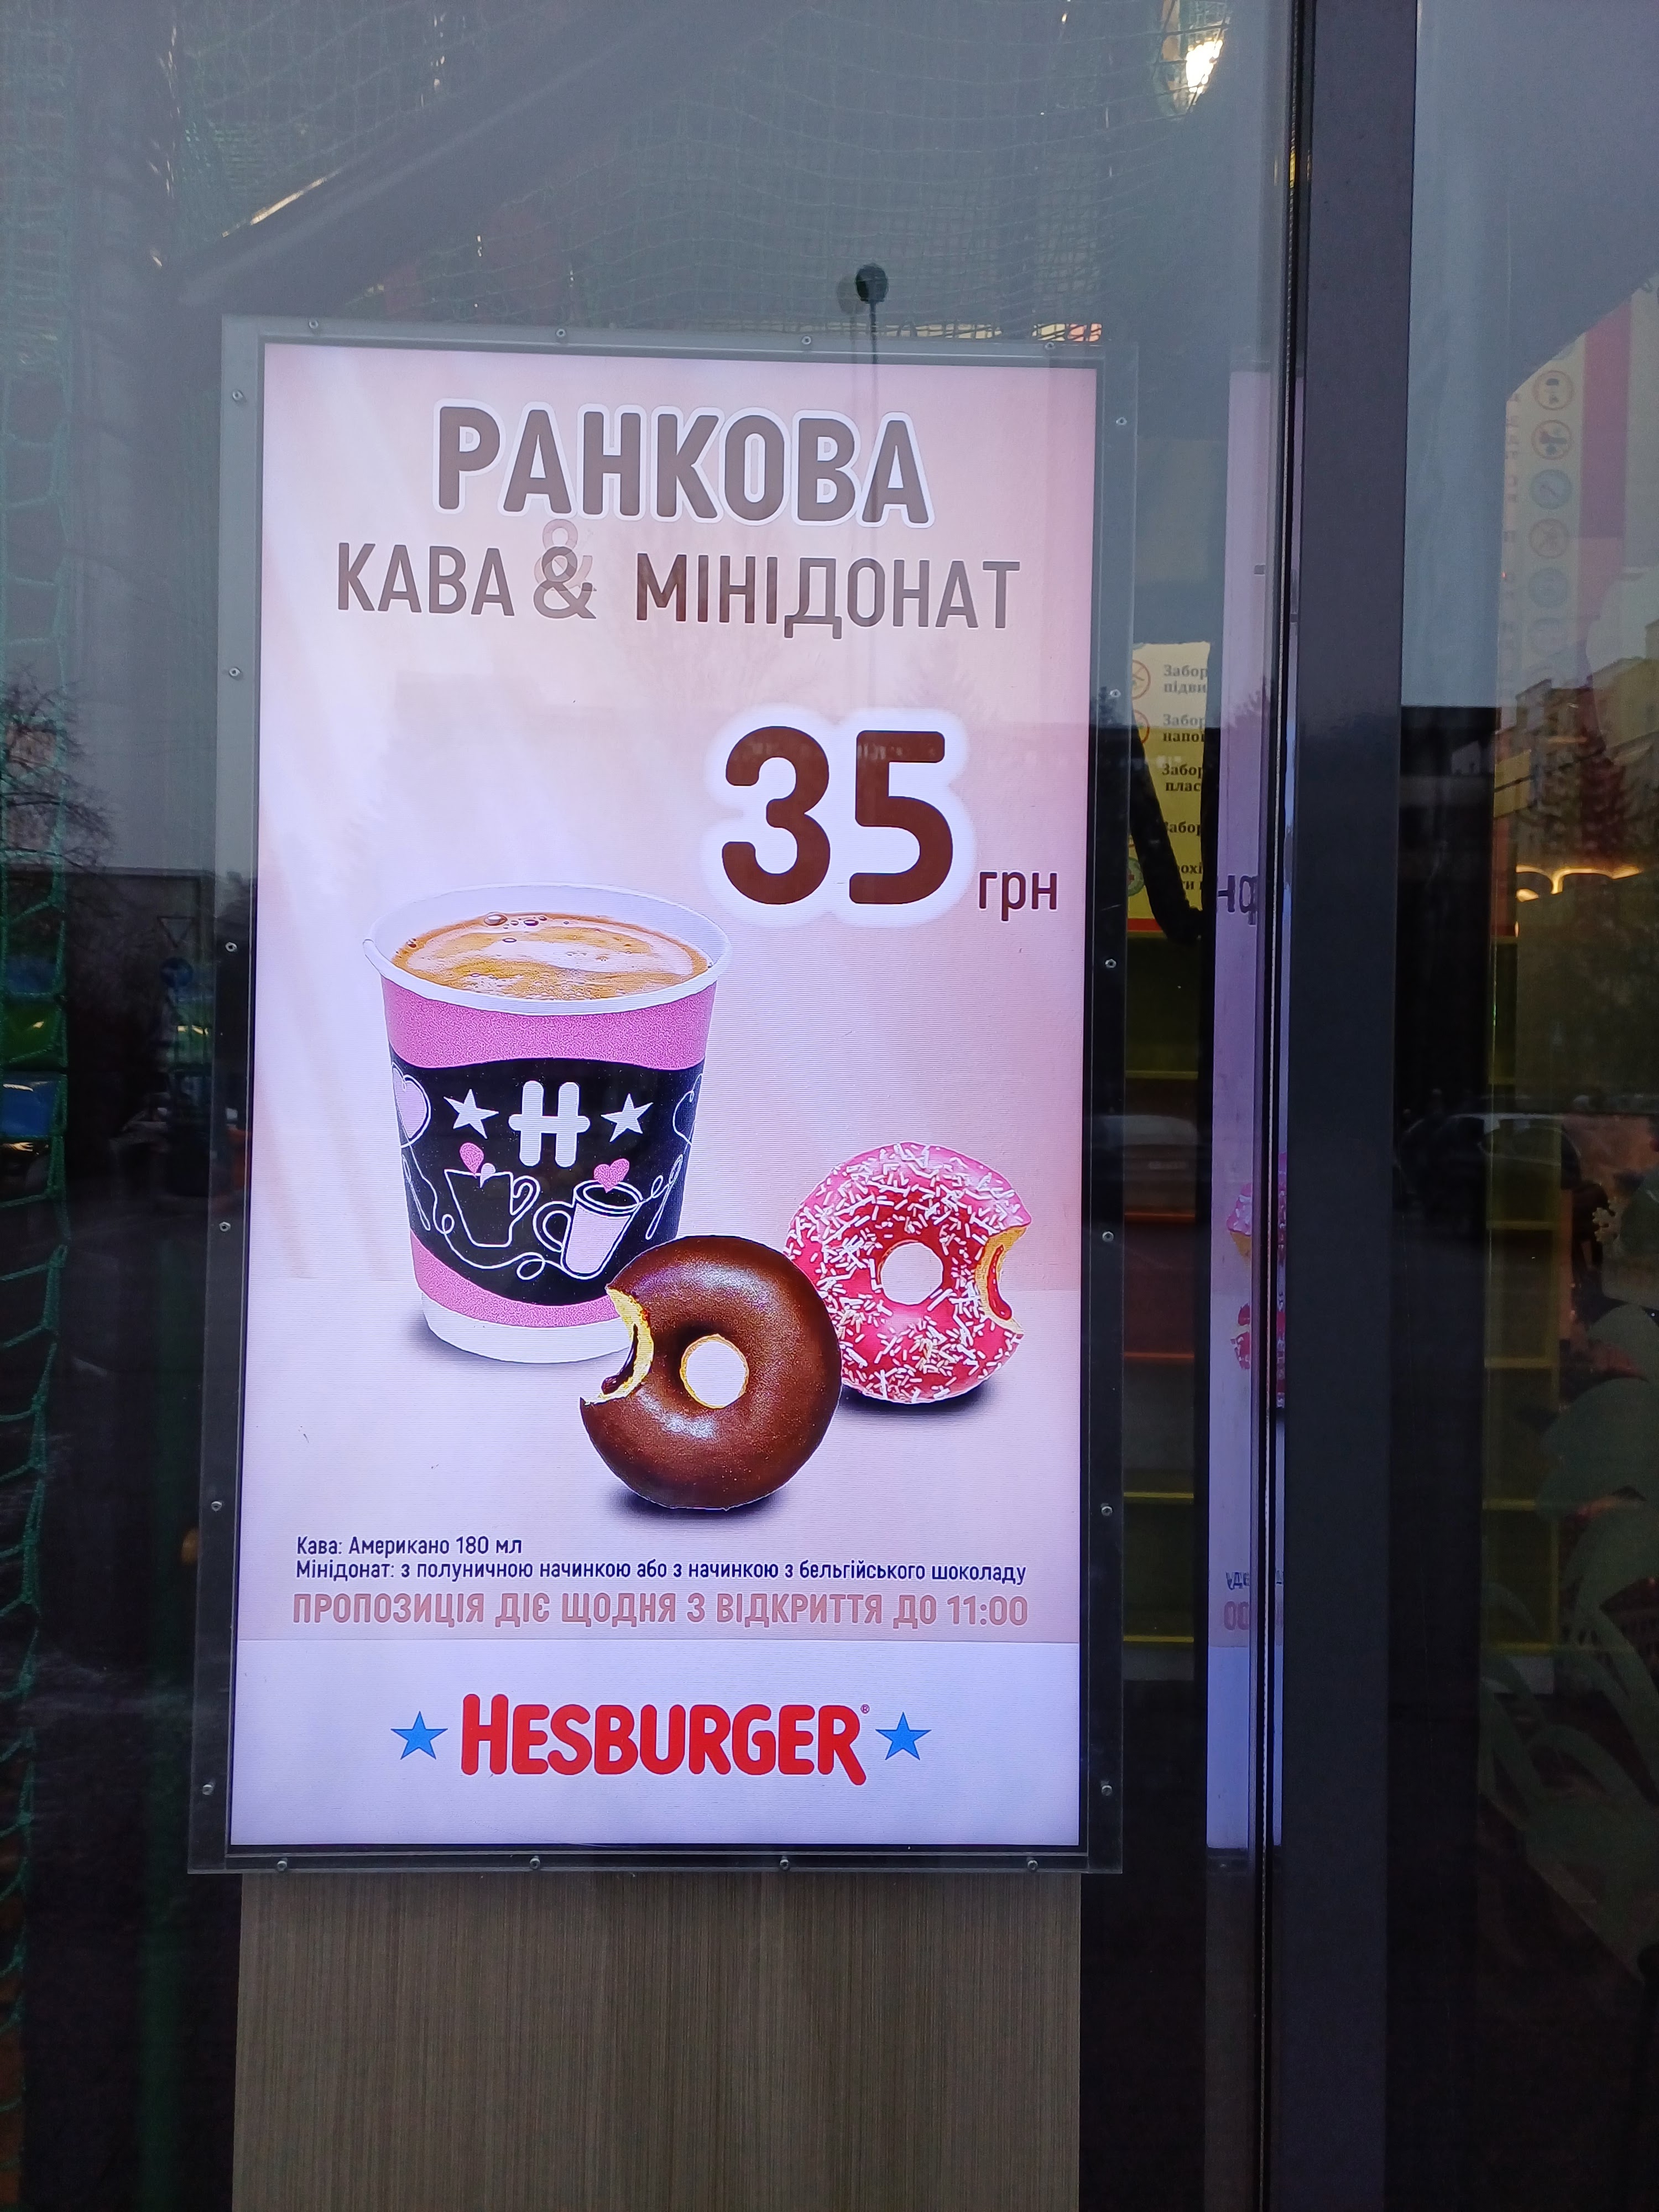 РАНКОВА
КАВА & МІНІДОНАТ
35 грн
H
Кава: Американо 180 мл
Мінідонат: з полуничною начинкою або з начинкою з бельгійського шоколаду
ПРОПОЗИЦІЯ ДІЄ ЩОДНЯ З ВІДКРИТТЯ ДО 11:00
HESBURGER®